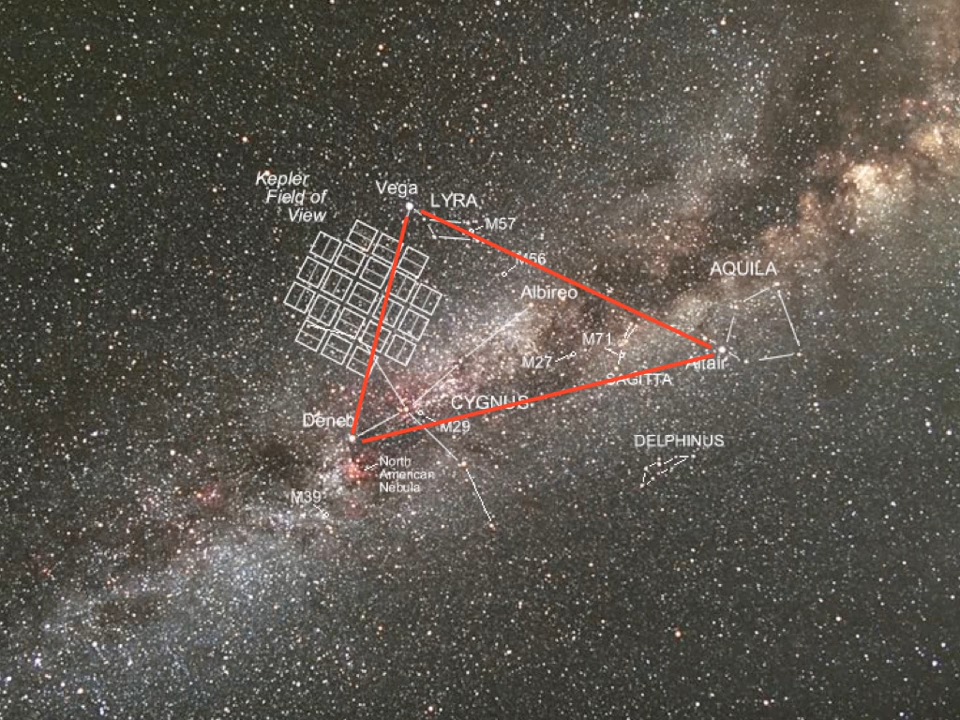 Kepler
Field of
View
Vega
LYRA
M57
M56
AQUILA
Albireo
M71
M27
Altair
SAGITTA
CYGNUS
Deneb
M29
DELPHINUS
North
American
Nebula
M39